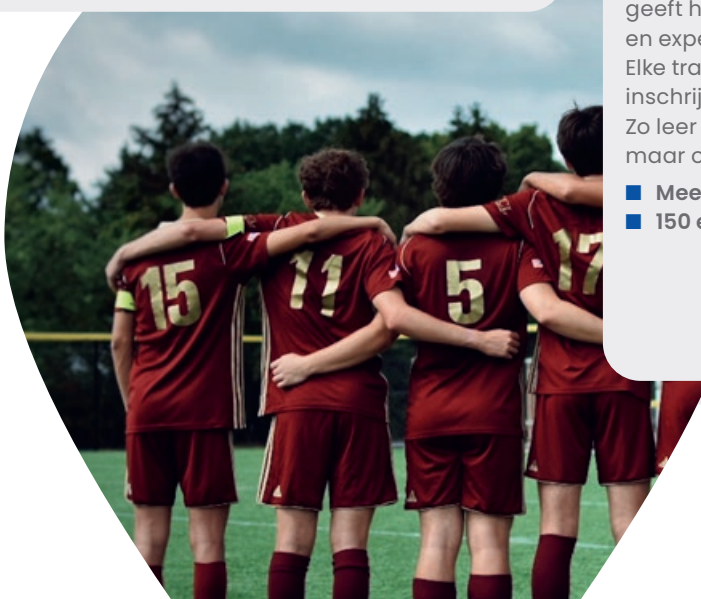 geeft h
en expe
Elke tra
inschrij
Zo leer
maar o
Mee
150 e
15
11
5
17